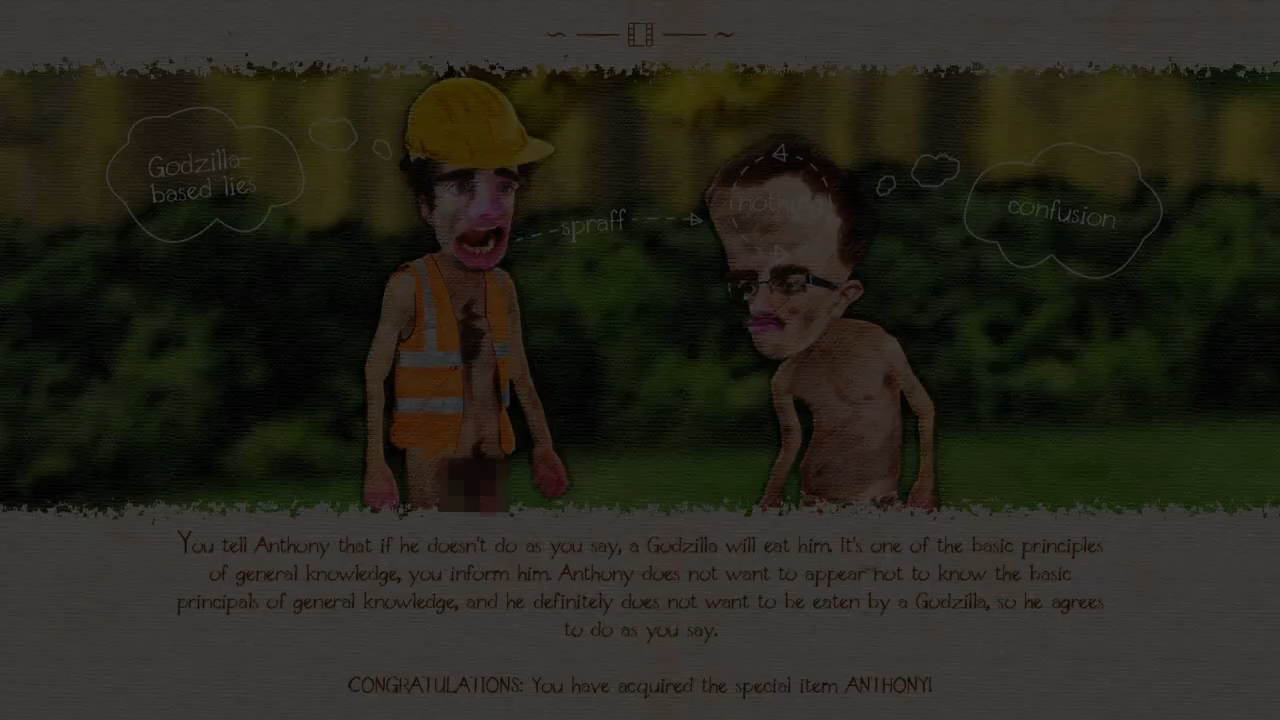 Godzilla-
based lies
spraff
confusion
You tell Anthony that if he doesn't do as you say, a Godzilla will eat him. It's one of the basic principles
of general knowledge, you inform him. Anthony does not want to appear not to know the basic
principals of general knowledge, and he definitely does not want to be eaten by a Godzilla, so he agrees
to do as you say.
CONGRATULATIONS: You have acquired the special item ANTHONY!